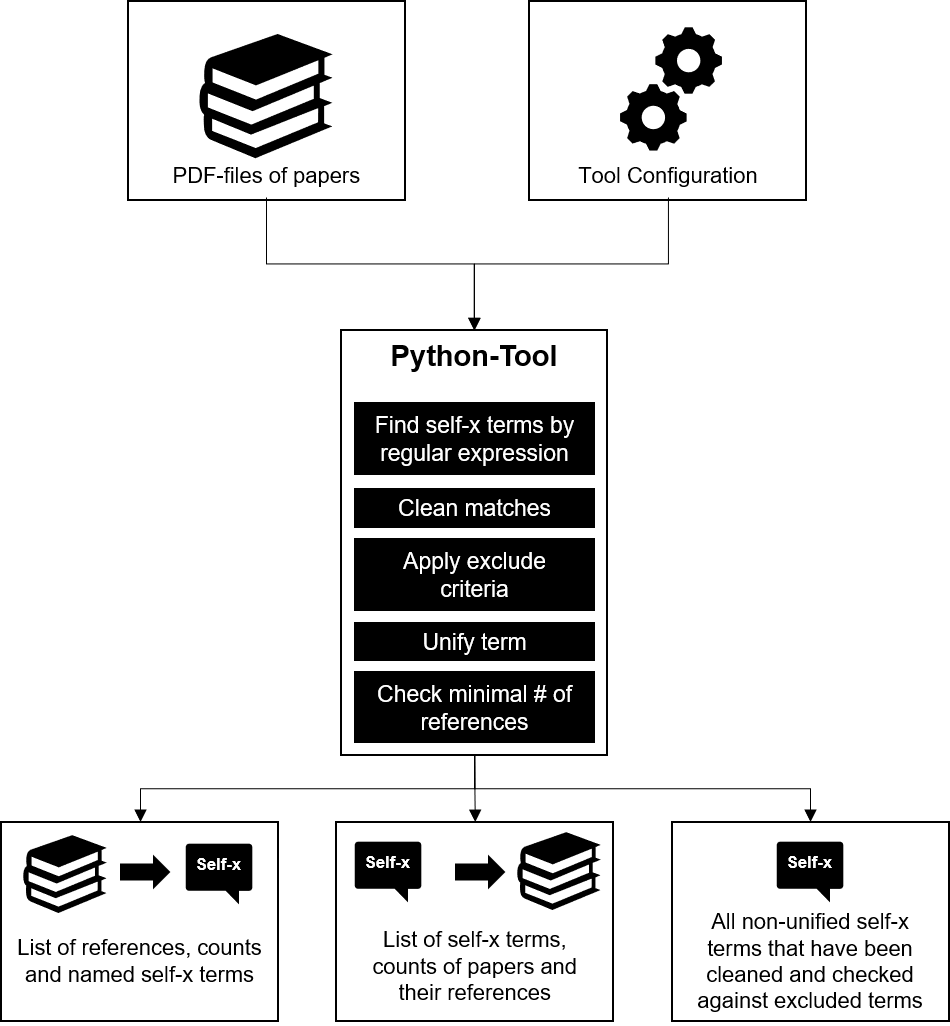 PDF-files of papers
Tool Configuration
Python-Tool
Find self-x terms by
regular expression
Clean matches
Apply exclude
criteria
Unify term
Check minimal # of
references
Self-x
List of references, counts
and named self-x terms
Self-x
List of self-x terms,
counts of papers and
their references
Self-x
All non-unified self-x
terms that have been
cleaned and checked
against excluded terms